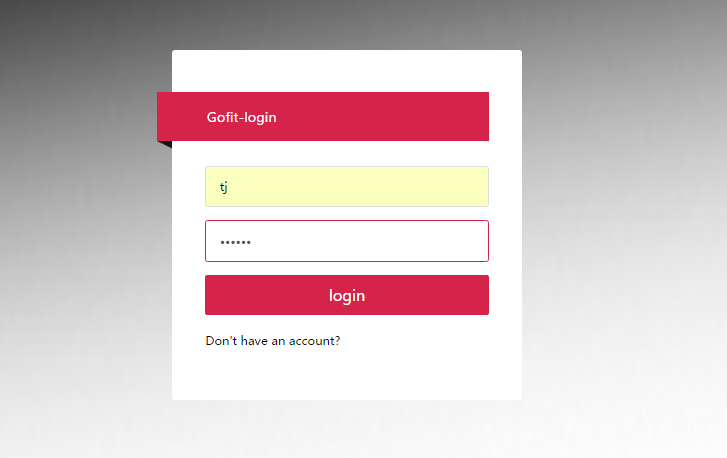 Gofit-login
tj
••••••
login
Don't have an account?